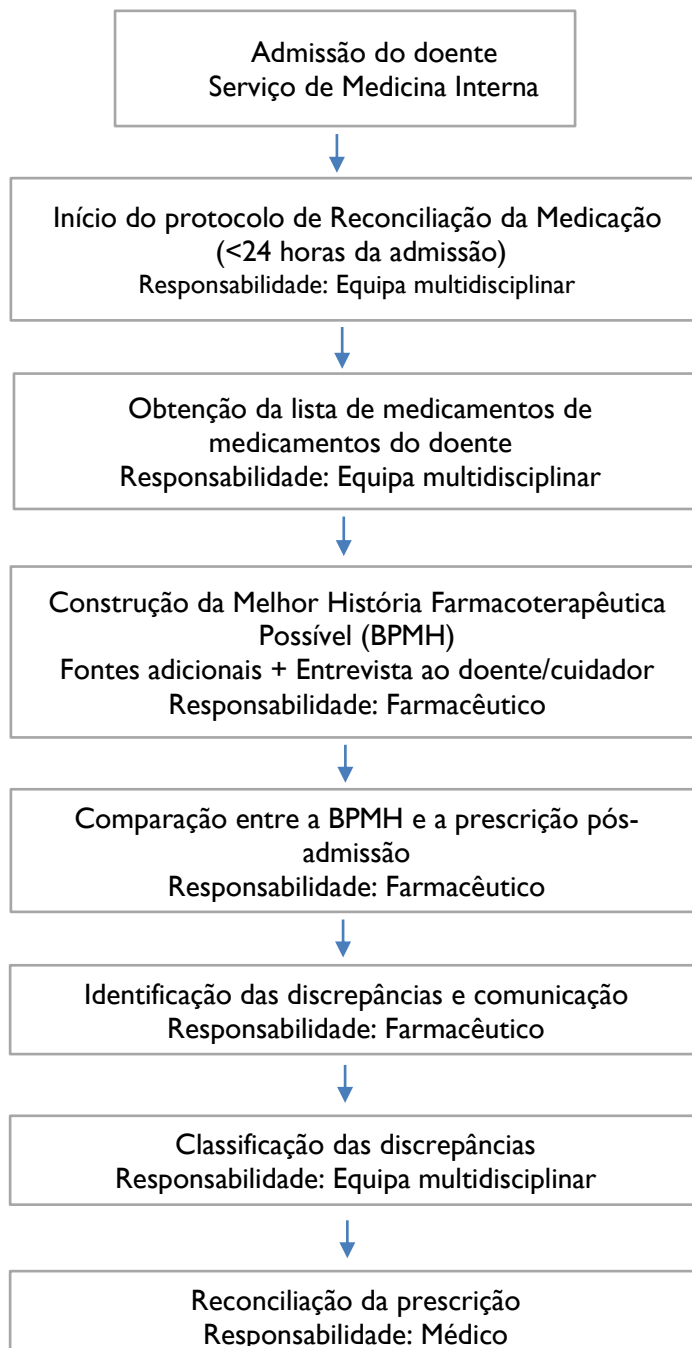 Admissão do doente
Serviço de Medicina Interna
Início do protocolo de Reconciliação da Medicação
(<24 horas da admissão)
Responsabilidade: Equipa multidisciplinar
Obtenção da lista de medicamentos de
medicamentos do doente
Responsabilidade: Equipa multidisciplinar
Construção da Melhor História Farmacoterapêutica
Possível (BPMH)
Fontes adicionais + Entrevista ao doente/cuidador
Responsabilidade: Farmacêutico
Comparação entre a BPMH e a prescrição pós-
admissão
Responsabilidade: Farmacêutico
Identificação das discrepâncias e comunicação
Responsabilidade: Farmacêutico
Classificação das discrepâncias
Responsabilidade: Equipa multidisciplinar
Reconciliação da prescrição
Responsabilidade: Médico